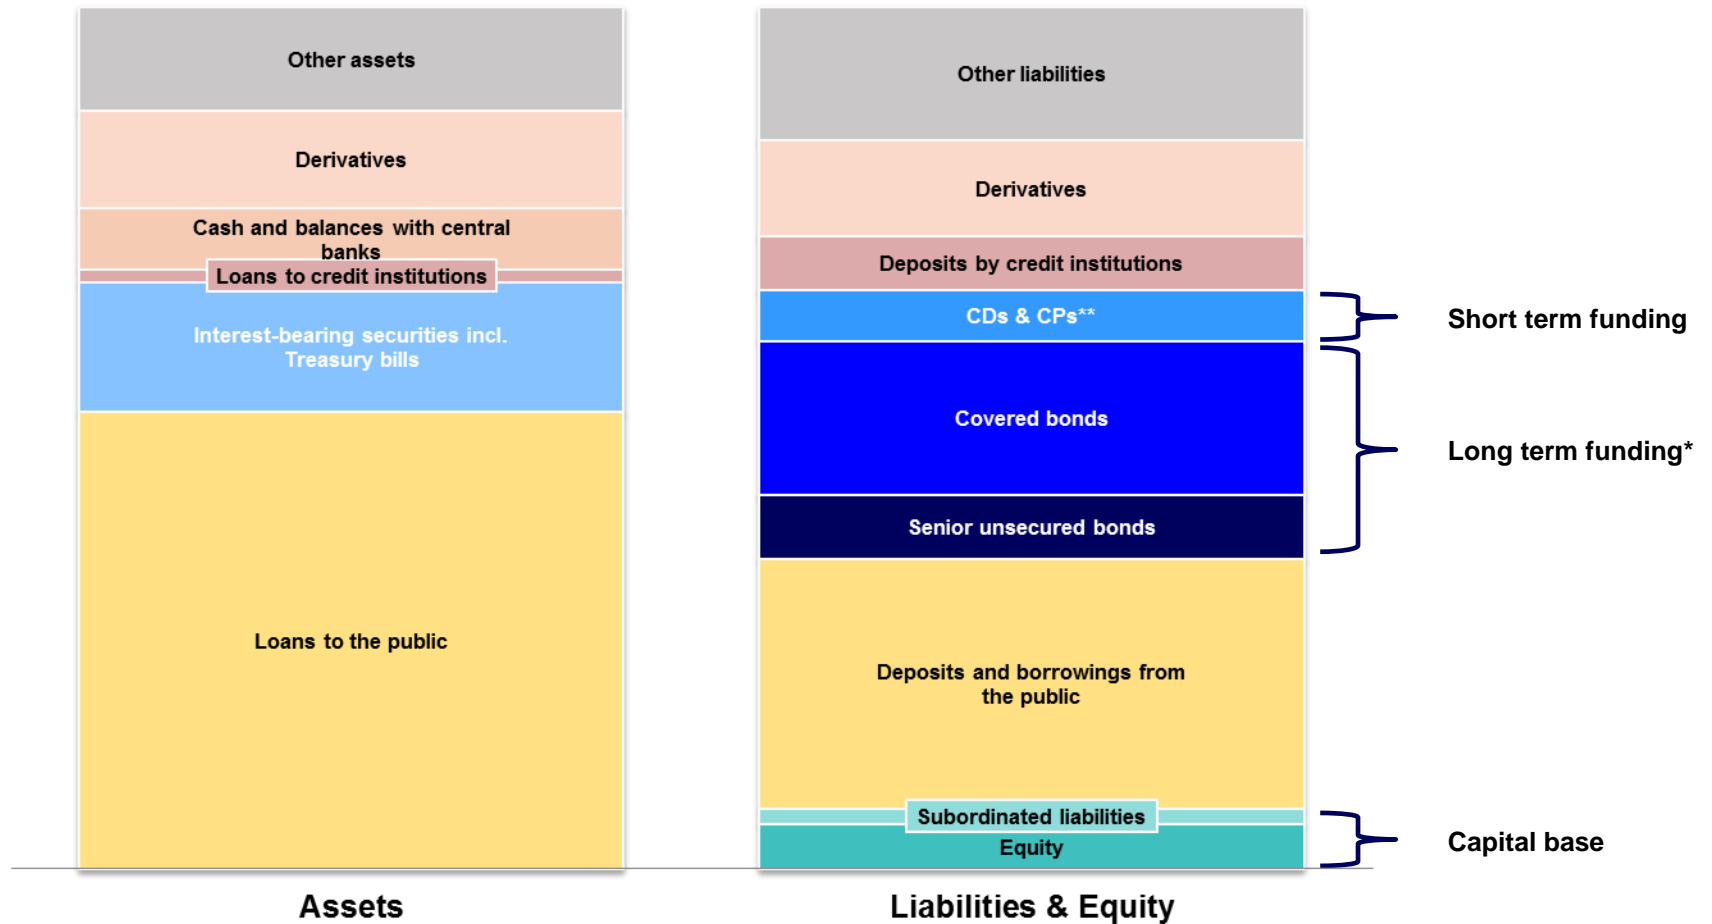 Other assets
Derivatives
Cash and balances with central
banks
Loans to credit institutions
Interest-bearing securities incl.
Treasury bills
Loans to the public
Assets
Other liabilities
Derivatives
Deposits by credit institutions
CDs & CPs**
Covered bonds
Senior unsecured bonds
Deposits and borrowings from
the public
Subordinated liabilities
Equity
Liabilities & Equity
Short term funding
Long term funding*
Capital base